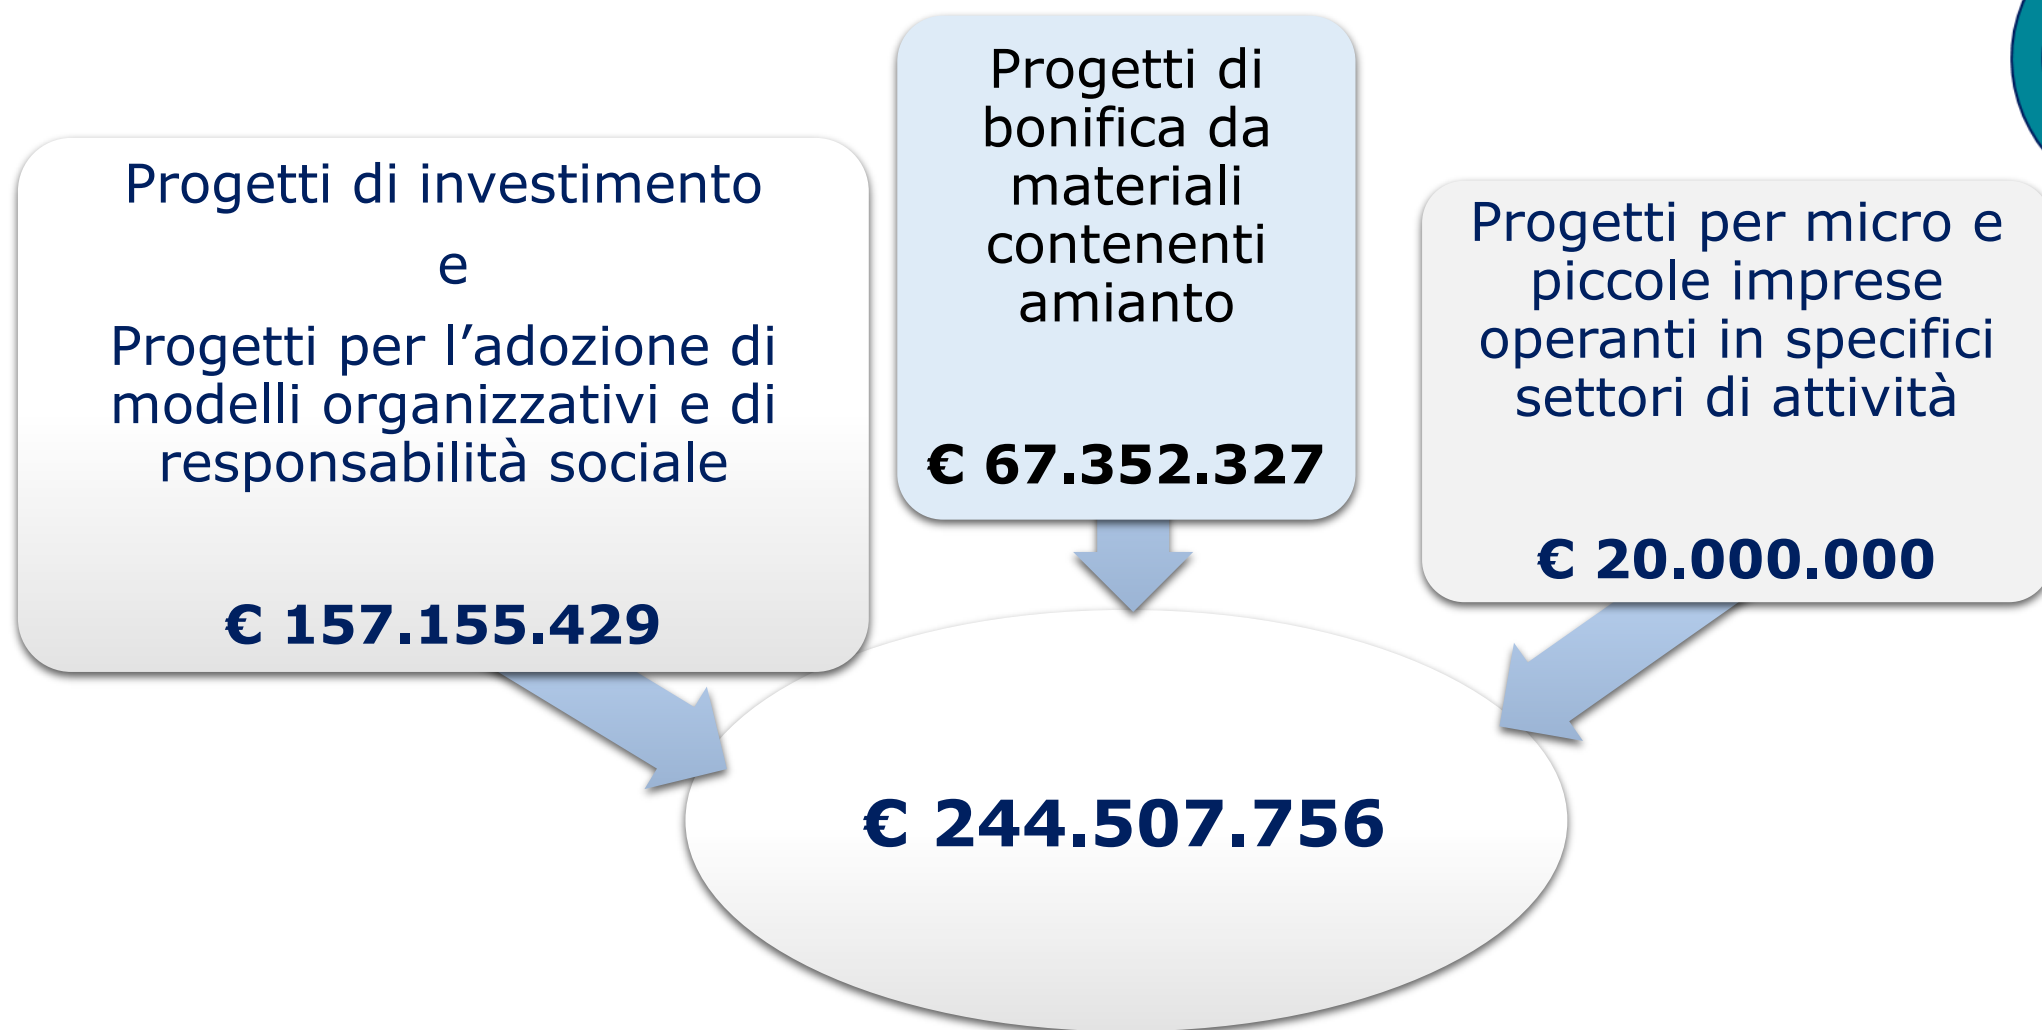 Progetti di investimento
e
Progetti per l’adozione di
modelli organizzativi e di
responsabilità sociale
€ 157.155.429
Progetti di
bonifica da
materiali
contenenti
amianto
€ 67.352.327
Progetti per micro e
piccole imprese
operanti in specifici
settori di attività
€ 20.000.000
€ 244.507.756